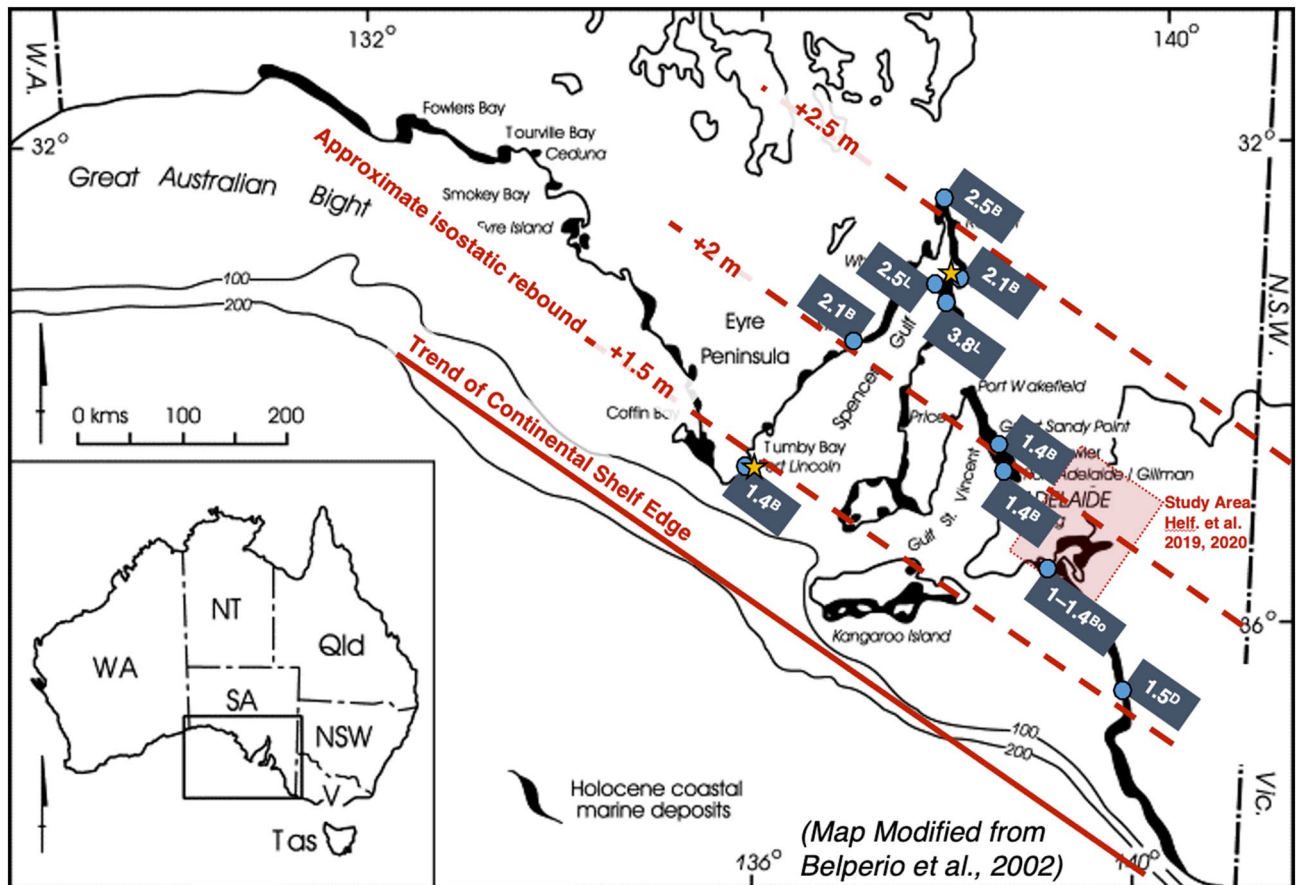 132°
140°
W.A.
32°
32°
Fowlers Bay
Tourville Bay
Ceduna
Smokey Bay
Eyre Island
Great Australian
Bight
Approximate isostatic rebound
+1.5 m
+2 m
+2.5 m
2.5B
2.5L
2.1B
2.1B
3.8L
100
200
Trend of Continental Shelf Edge
Eyre
Peninsula
Spencer
Gulf
N.S.W.
0 kms 100 200
Coffin Bay
Tumby Bay
Lincoln
1.4B
Port Wakefield
Price
Sandy Point
1.4B
Adelaide / Gillman
1.4B
ADELAIDE
Gulf St. Vincent
Study Area
Helf. et al.
2019, 2020
36°
1–1.4Bo
Kangaroo Island
1.5D
100
200
WA
NT
Qld
SA
NSW
V
Tas
Holocene coastal
marine deposits
Vic.
(Map Modified from
Belperio et al., 2002)
136°
140°